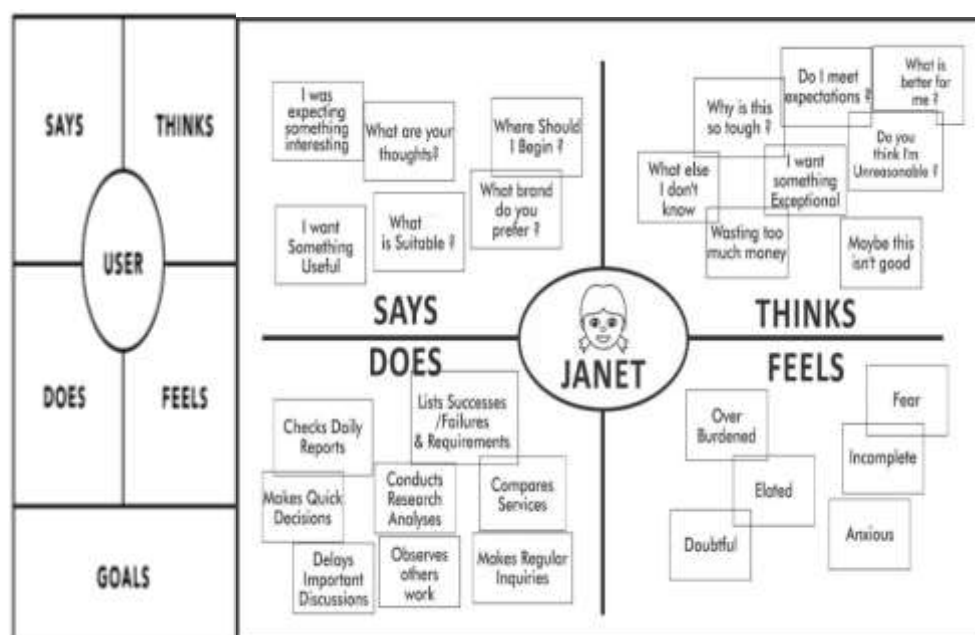 SAYS
THINKS
USER
DOES
FEELS
GOALS
I was
expecting
something
interesting
What are your
thoughts?
Where Should
I Begin ?
I want
Something
Useful
What
is Suitable ?
What brand
do you
prefer ?
SAYS
Why is this
so tough ?
Do I meet
expectations ?
What is
better for
me ?
What else
I don't
know
I want
something
Exceptional
Do you
think I'm
Unreasonable ?
Wasting too
much money
Maybe this
isn't good
THINKS
JANET
DOES
Checks Daily
Reports
Lists Successes
/Failures
& Requirements
Makes Quick
Decisions
Conducts
Research
Analyses
Compares
Services
Delays
Important
Discussions
Observes
others
work
Makes Regular
Inquiries
FEELS
Over
Burdened
Fear
Incomplete
Elated
Doubtful
Anxious